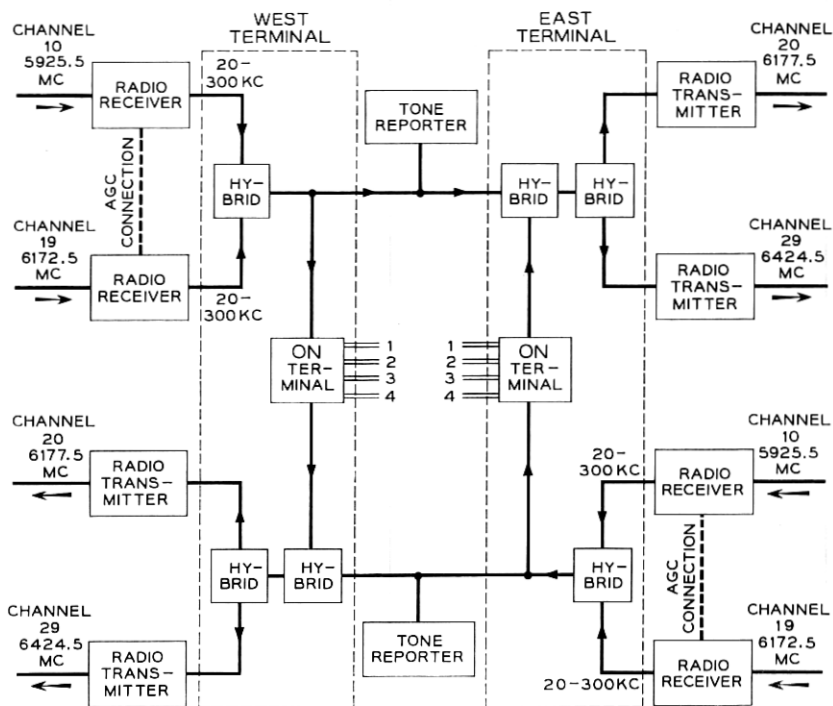 WEST
TERMINAL
EAST
TERMINAL
CHANNEL
10
5925.5
MC
RADIO
RECEIVER
20-
300 KC
TONE
REPORTER
RADIO
TRANS-
MITTER
CHANNEL
20
6177.5
MC
AGC
CONNECTION
HY-
BRID
HY-
BRID
HY-
BRID
CHANNEL
19
6172.5
MC
RADIO
RECEIVER
20-
300 KC
RADIO
TRANS-
MITTER
CHANNEL
29
6424.5
MC
ON
TER-
MINAL
1
2
3
4
1
2
3
4
ON
TER-
MINAL
CHANNEL
20
6177.5
MC
RADIO
TRANS-
MITTER
20-
300KC
RADIO
RECEIVER
CHANNEL
10
5925.5
MC
HY-
BRID
HY-
BRID
HY-
BRID
AGC
CONNECTION
CHANNEL
29
6424.5
MC
RADIO
TRANS-
MITTER
TONE
REPORTER
20-300KC
RADIO
RECEIVER
CHANNEL
19
6172.5
MC